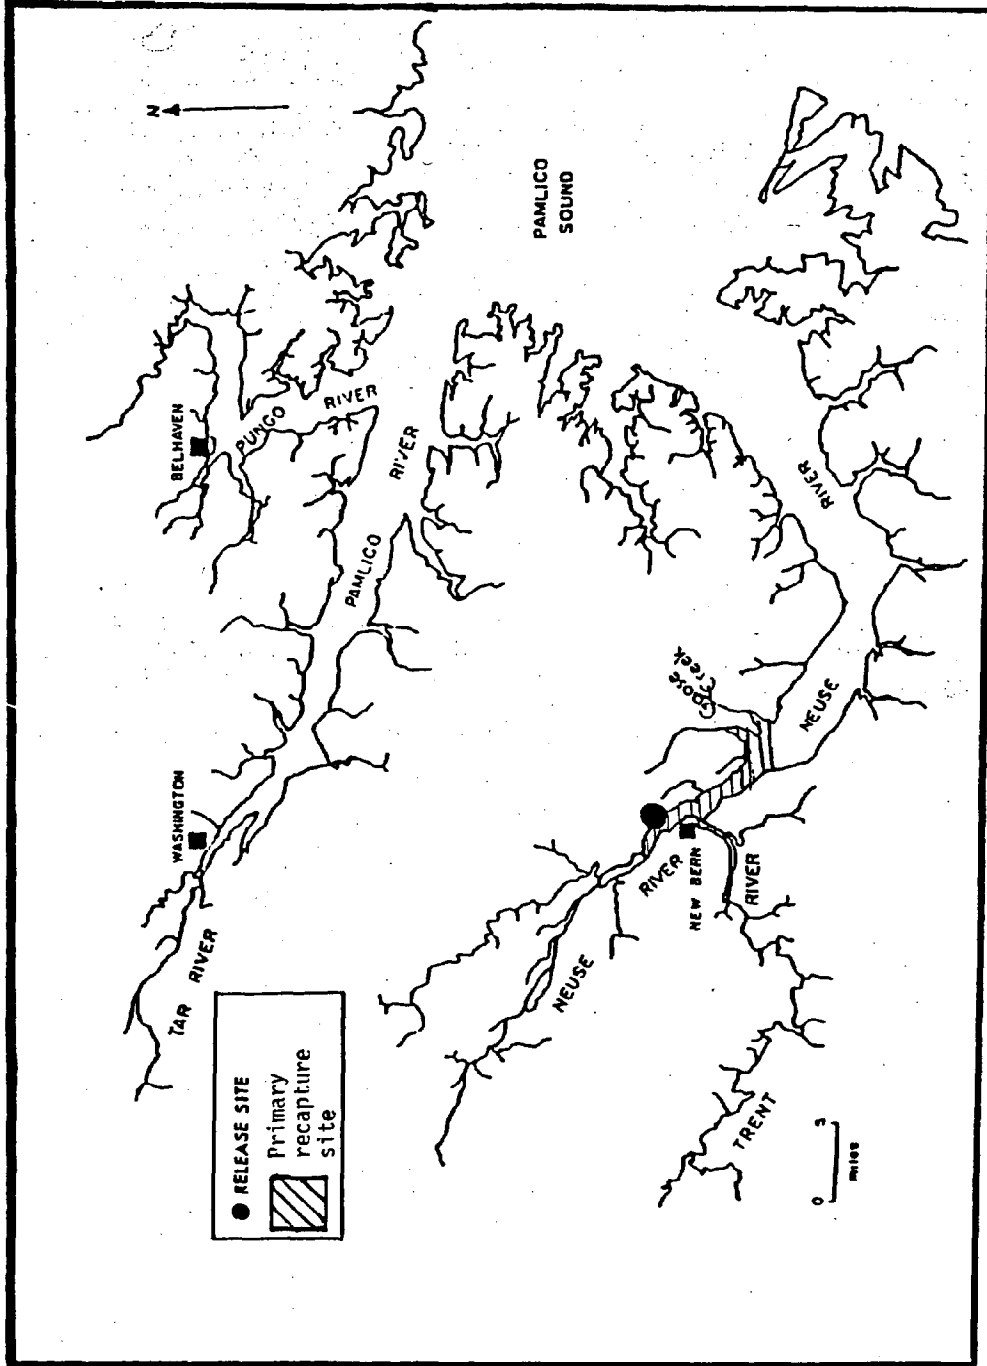 N
PAMLICO
SOUND
BELHAVEN
PUNGO
RIVER
PAMLICO
RIVER
WASHINGTON
TAR
RIVER
RELEASE SITE
Primary
recapture
site
Goose
Creek
NEUSE
RIVER
NEUSE
RIVER
NEW BERN
RIVER
TRENT
0
5
MILES